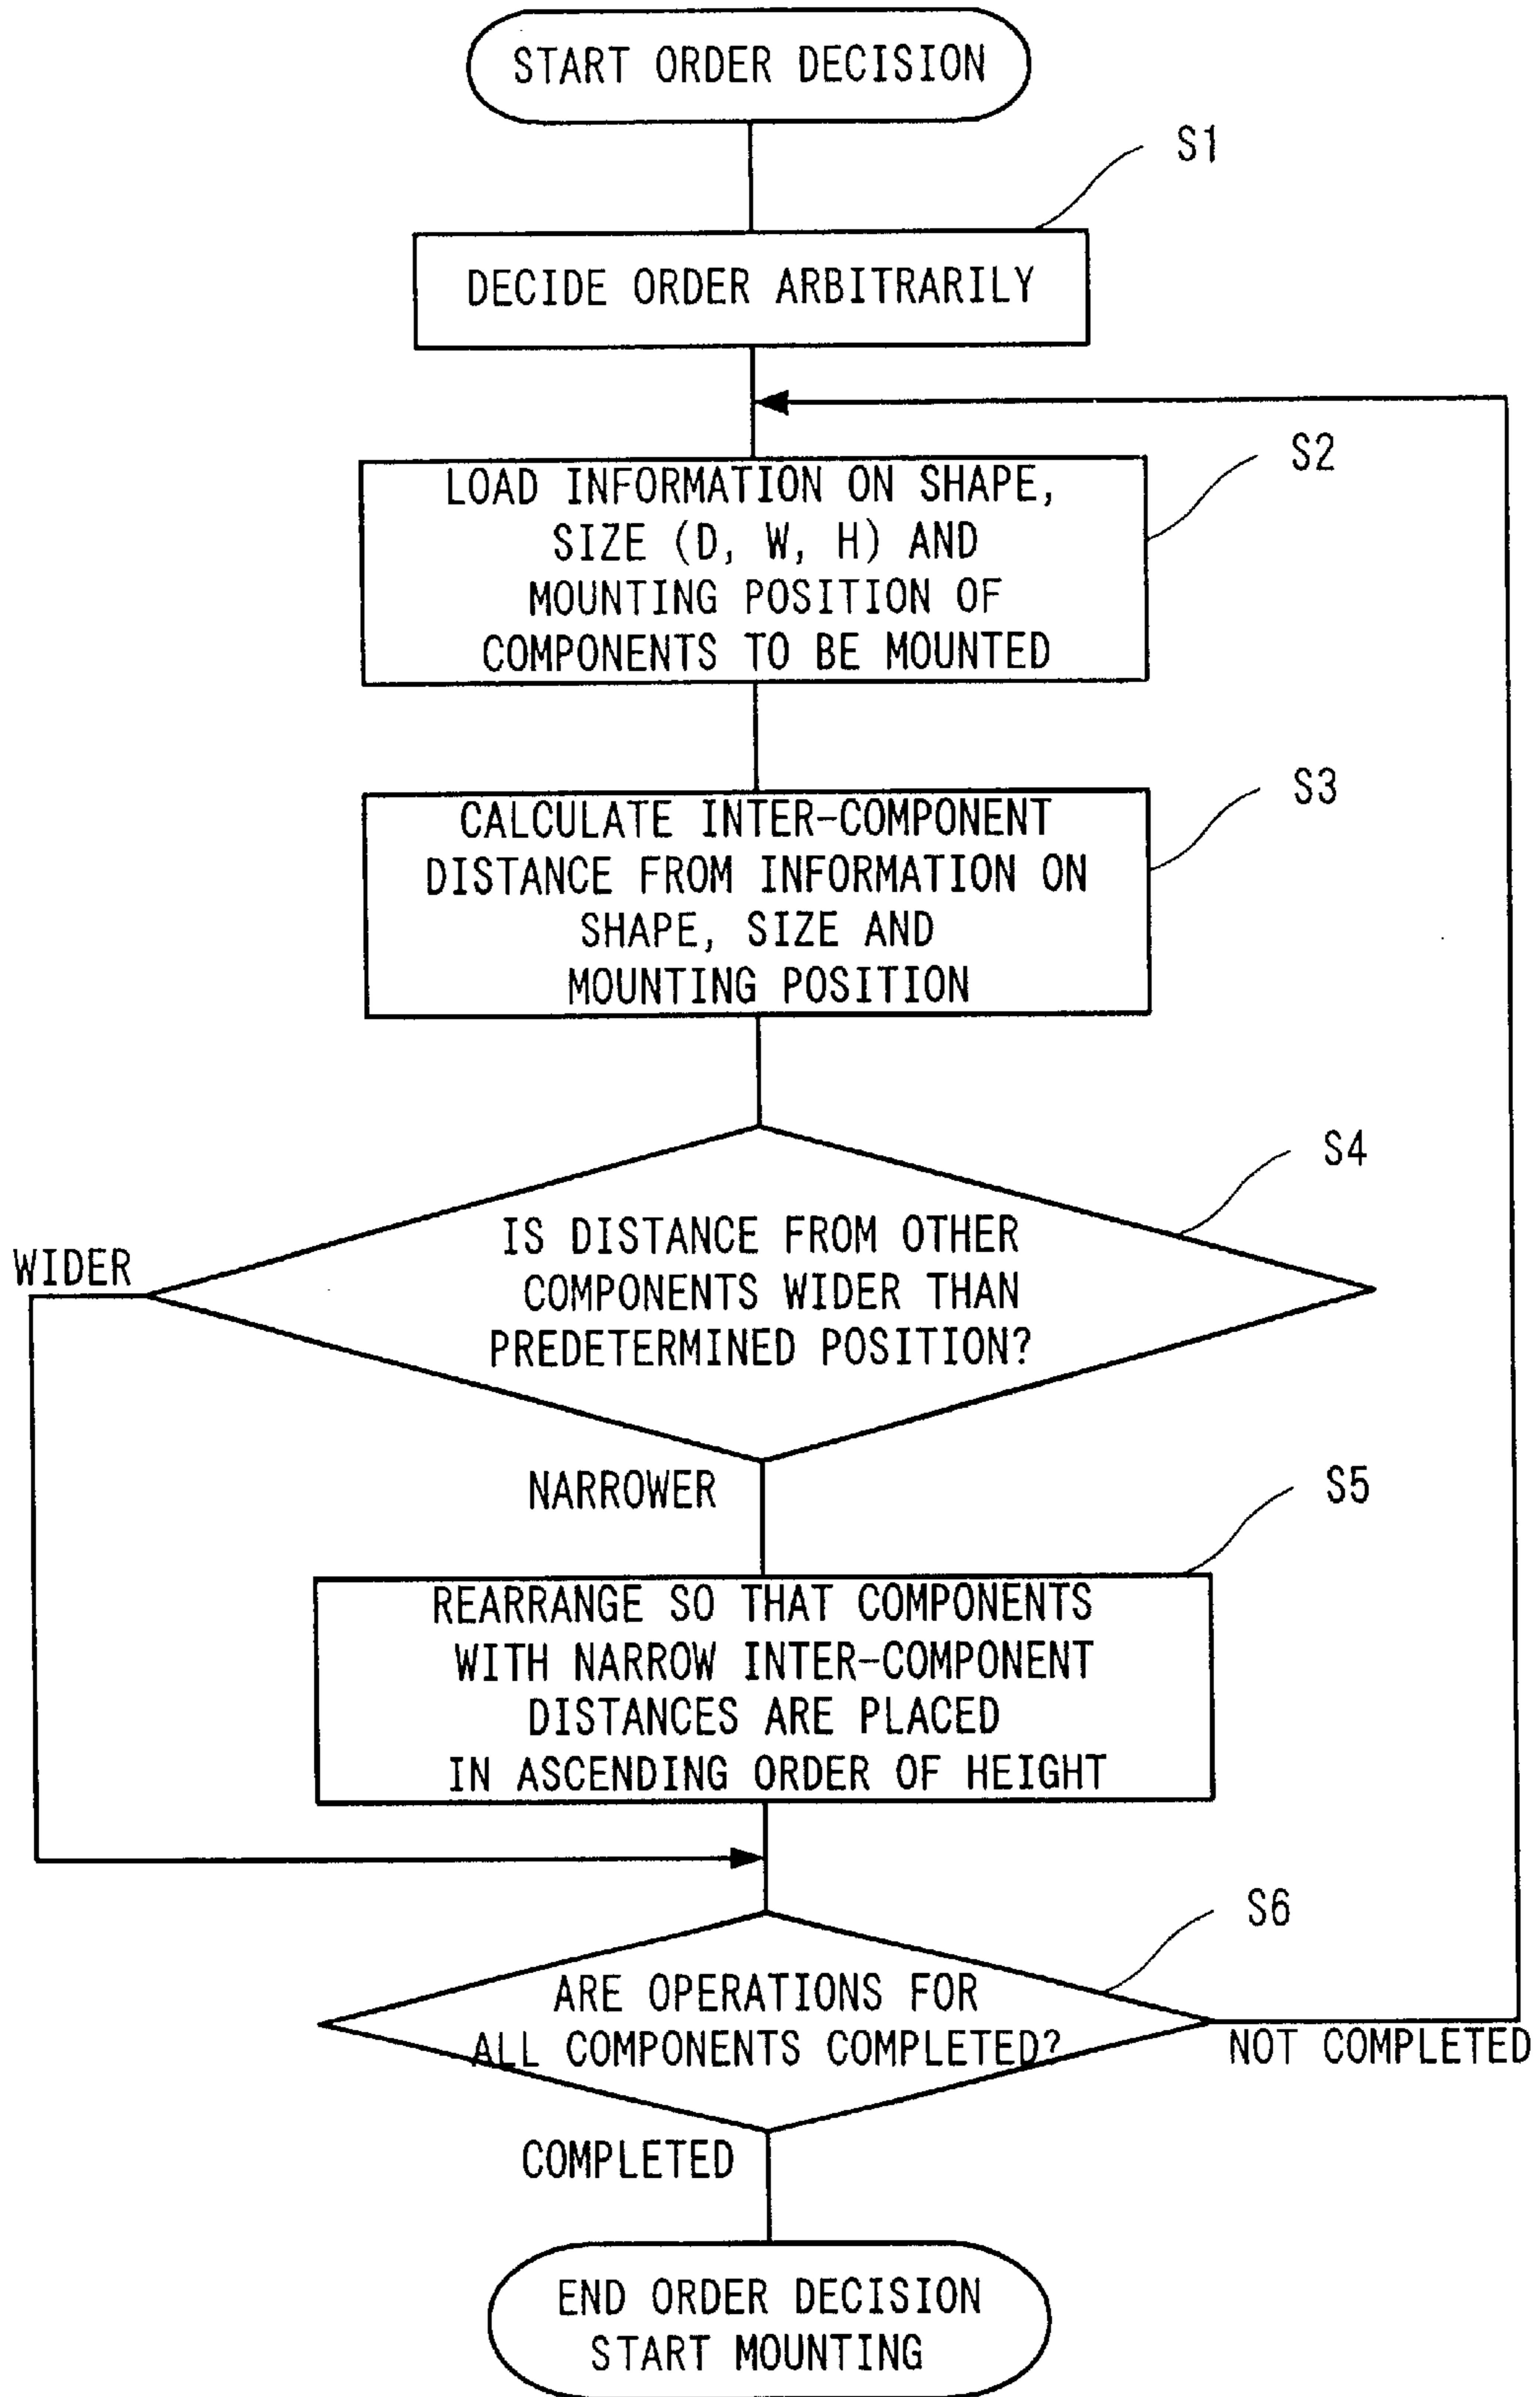 START ORDER DECISION
S1
DECIDE ORDER ARBITRARILY
S2
LOAD INFORMATION ON SHAPE,
SIZE (D, W, H) AND
MOUNTING POSITION OF
COMPONENTS TO BE MOUNTED
S3
CALCULATE INTER-COMPONENT
DISTANCE FROM INFORMATION ON
SHAPE, SIZE AND
MOUNTING POSITION
S4
IS DISTANCE FROM OTHER
COMPONENTS WIDER THAN
PREDETERMINED POSITION?
WIDER
NARROWER
S5
REARRANGE SO THAT COMPONENTS
WITH NARROW INTER-COMPONENT
DISTANCES ARE PLACED
IN ASCENDING ORDER OF HEIGHT
S6
ARE OPERATIONS FOR
ALL COMPONENTS COMPLETED?
NOT COMPLETED
COMPLETED
END ORDER DECISION
START MOUNTING